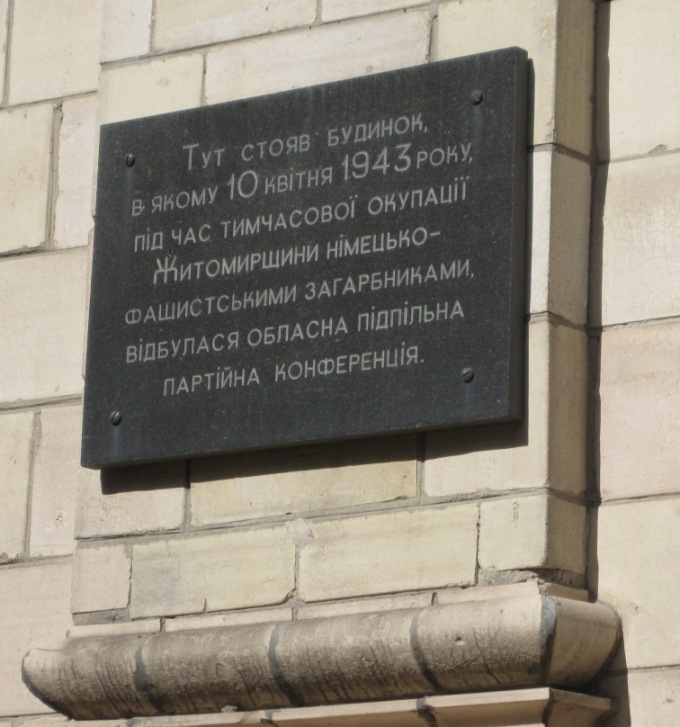 Тут стояв будинок,
в якому 10 квітня 1943 року,
під час тимчасової окупації
Житомирщини німецько-
фашистськими загарбниками,
відбулася обласна підпільна
партійна конференція.